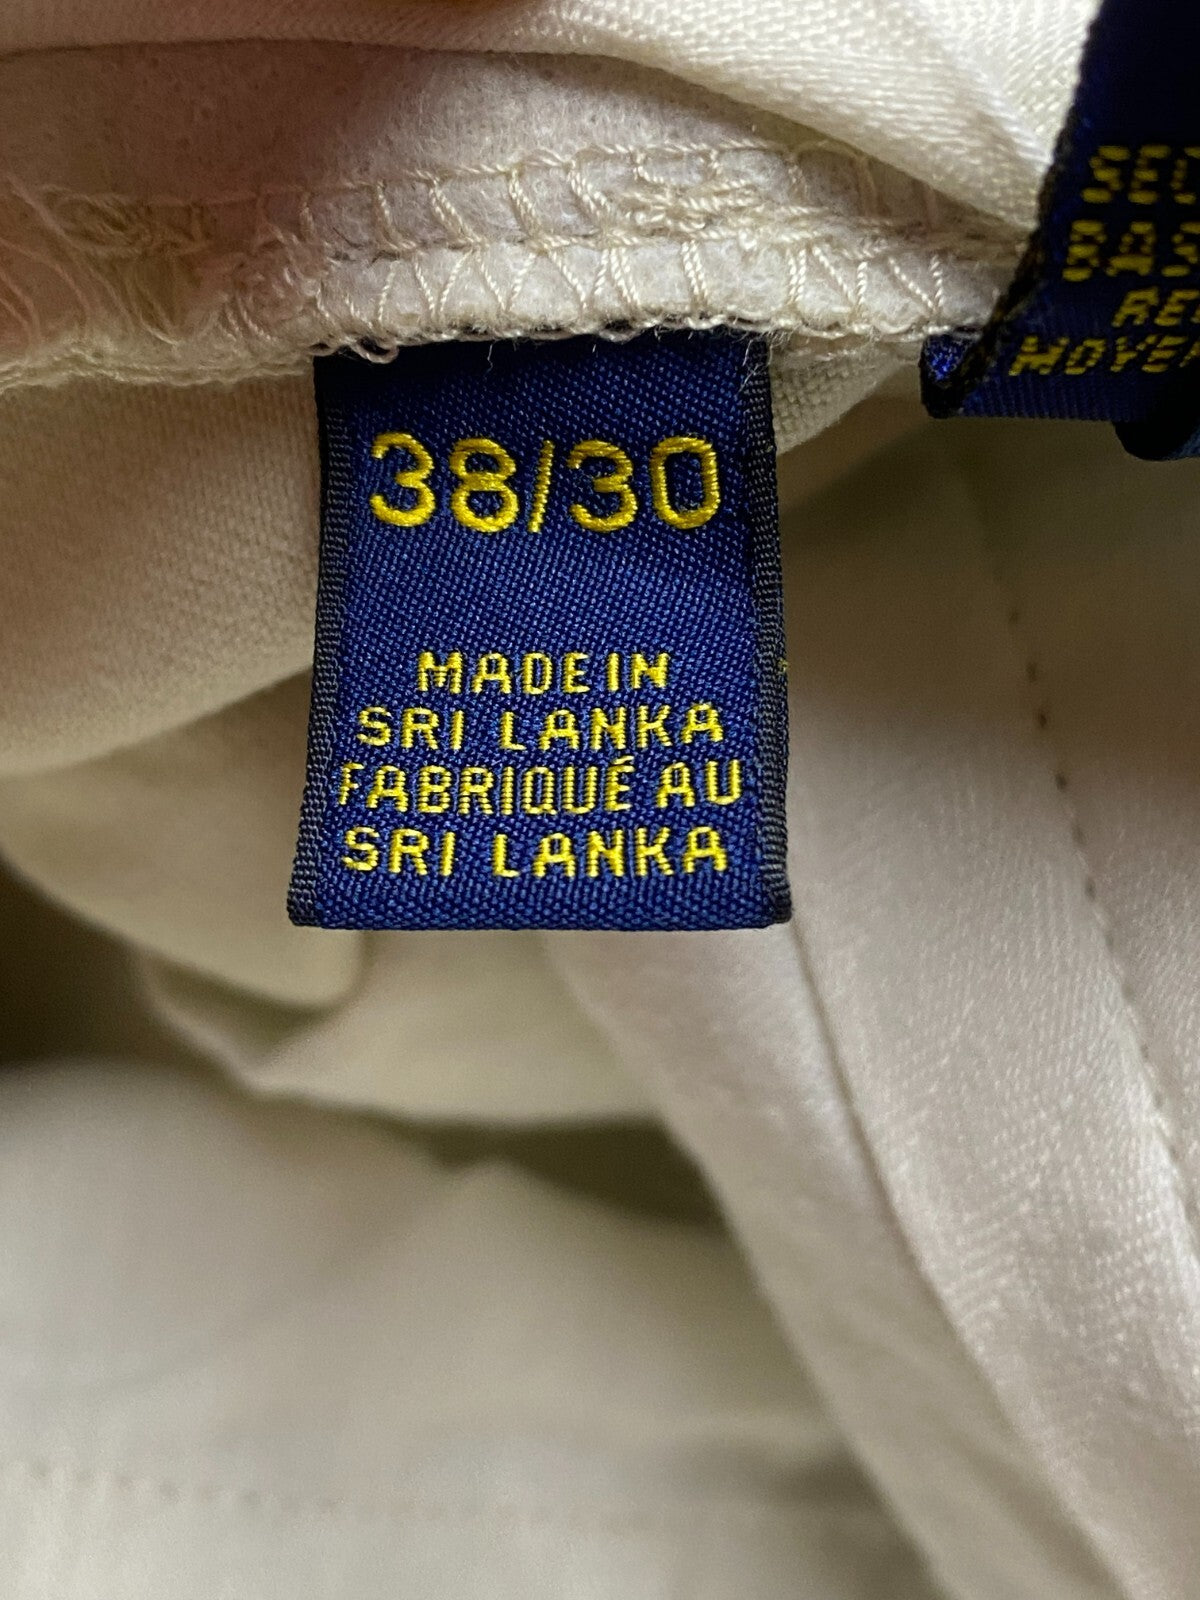 38/30
MADE IN
SRI LANKA
FABRIQUÉ AU
SRI LANKA